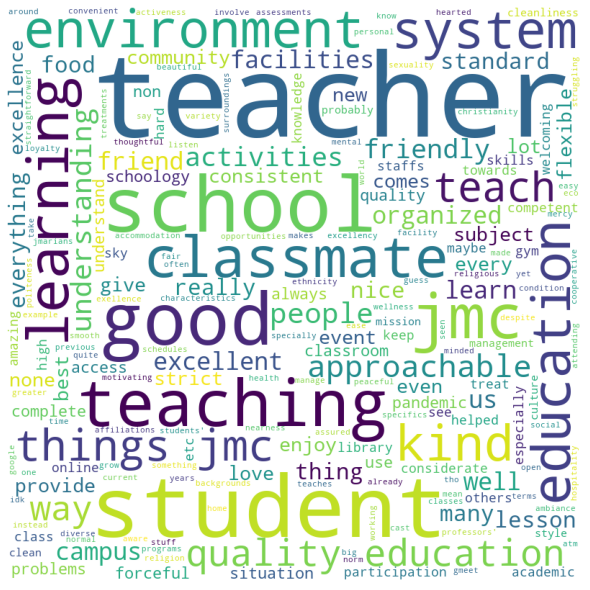 around
convenient
activeness
involve
assessments
hearted
know
cleanliness
environment
system
personal
beautiful
community
facilities
standard
food
teacher
non
new
variety
surroundings
sexuality
christianity
struggling
excellence
straightforward
treatments
say
hard
probably
knowledge
welcoming
flexible
thoughtful
listen
mental
friendly
lot
everything
loyalty
understanding
friend
activities
staffs
towards
skills
easy
eco
schoology
consistent
comes
quality
teach
competent
mercy
learning
take
jmarians
understand
school
accommodation
opportunities
makes
excellency
facility
world
organized
politeness
example
exellence
sky
fair
often
classmate
maybe
subject
gym
every
cooperative
give
really
ethnicity
guess
religious
yet
condition
characteristics
always
nice
people
learn
made
despite
education
amazing
smooth
previous
high
quite
good
event
mission
wellness
keep
seen
jmc
management
attending
specially
ease
minded
best
access
excellent
schedules
classroom
approachable
none
motivating
health
manage
peaceful
specifics
strict
even
treat
culture
social
greater
complete
teaching
pandemic
us
especially
time
affiliations
students'
nearness
assured
helped
see
open
hospitality
things jmc
etc
enjoy
library
considerate
kind
google
online
grow
something
teaches
already
tho
professors'
one
current
years
love
thing
use
others
mean
terms
ambiance
provide
backgrounds
home
well
classes
idk
way
student
many
lesson
style
instead
class
diverse
stuff
aware
working
cast
big
atm
clean
normal
programs
norm
campus
religion
quality education
problems
forceful
situation
participation
gmeet
academic